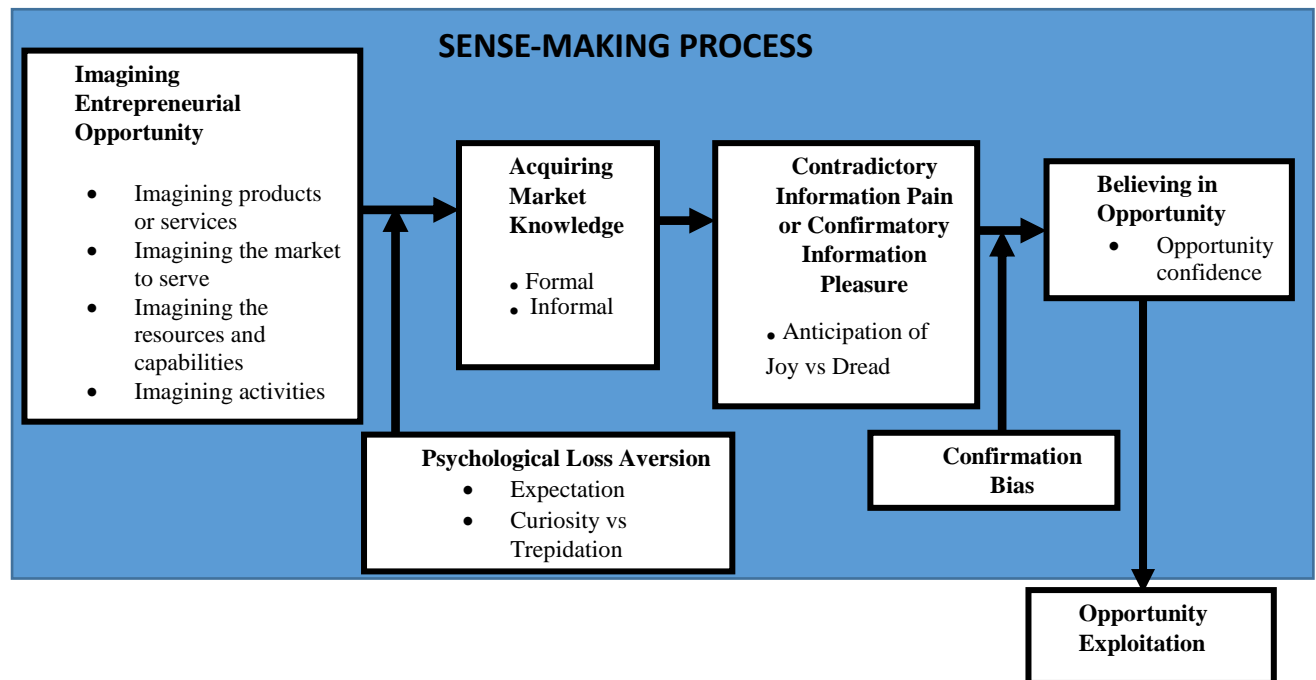 SENSE-MAKING PROCESS
Imagining
Entrepreneurial
Opportunity
• Imagining products
or services
• Imagining the market
to serve
• Imagining the
resources and
capabilities
• Imagining activities
Acquiring
Market
Knowledge
• Formal
• Informal
Contradictory
Information Pain
or Confirmatory
Information
Pleasure
• Anticipation of
Joy vs Dread
Believing in
Opportunity
• Opportunity
confidence
Psychological Loss Aversion
• Expectation
• Curiosity vs
Trepidation
Confirmation
Bias
Opportunity
Exploitation